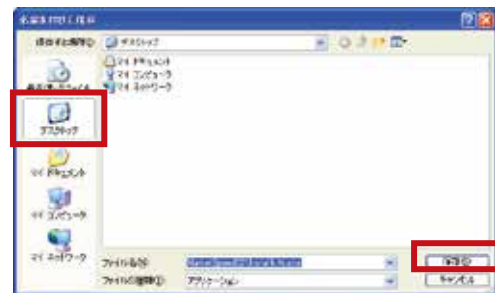 名前を付けて保存
保存する場所(I):
デスクトップ
マイ ドキュメント
マイ コンピュータ
マイ ネットワーク
デスクトップ
マイ ドキュメント
マイ コンピュータ
マイ ネットワーク
ファイル名(N):
保存(S)
ファイルの種類(T):
アプリケーション
キャンセル